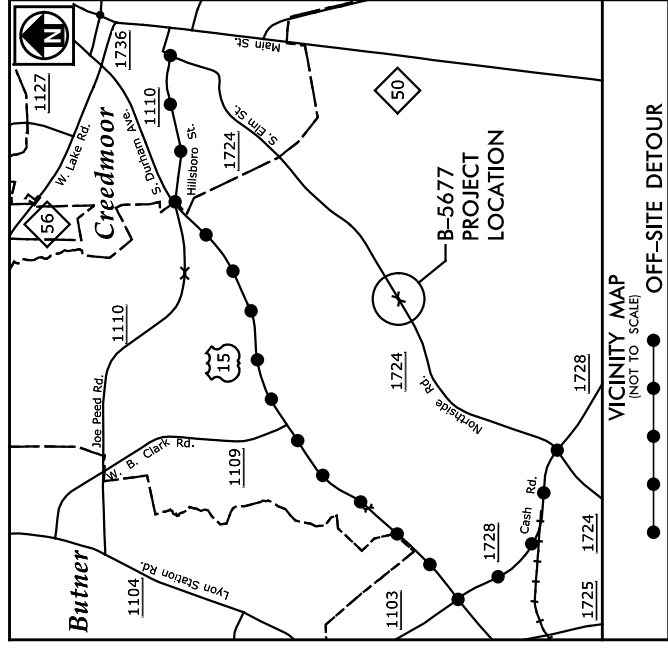 N
1127
W. Lake Rd.
1736
56
Creedmoor
S. Durham Ave.
1110
Hillsboro St.
Main St.
1724
S. Elm St.
50
1110
Joe Peed Rd.
15
B-5677
PROJECT
LOCATION
W. B. Clark Rd.
1109
1724
Northside Rd.
Butner
1104
Lyon Station Rd.
1103
1728
Cash Rd.
1728
1725
1724
VICINITY MAP
(NOT TO SCALE)
OFF-SITE DETOUR